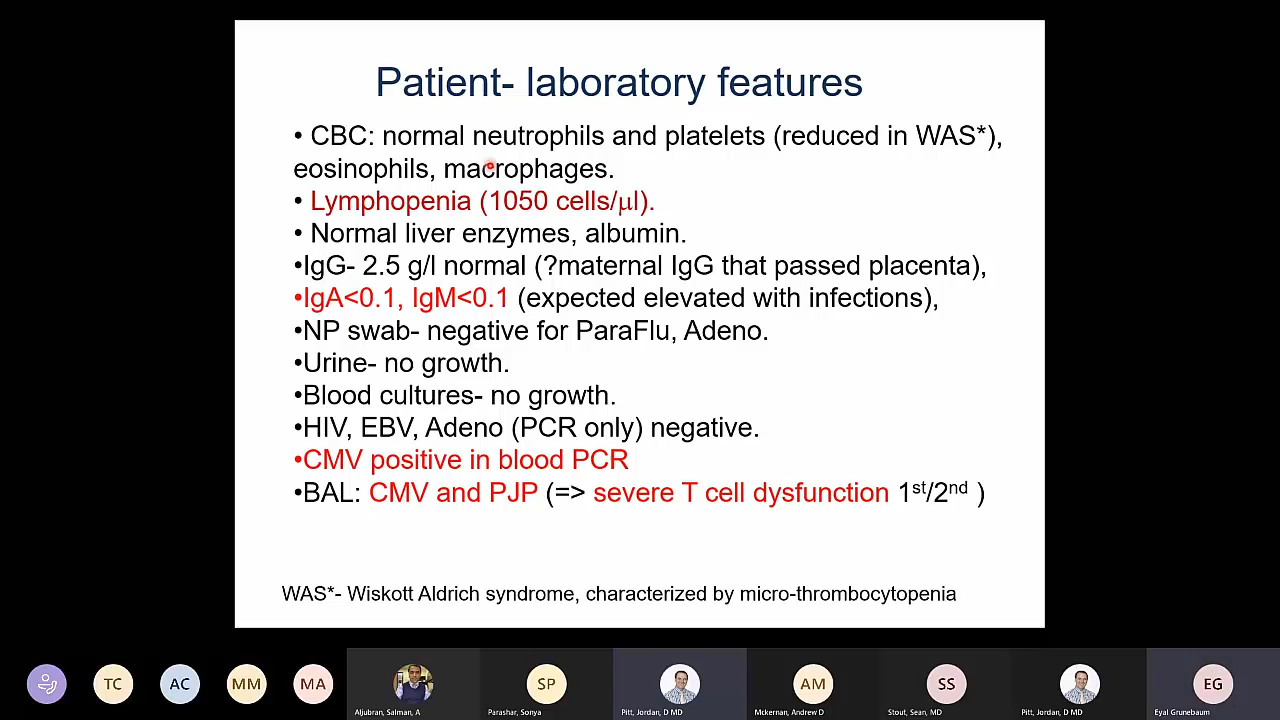 Patient- laboratory features
• CBC: normal neutrophils and platelets (reduced in WAS*),
eosinophils, macrophages.
• Lymphopenia (1050 cells/μl).
• Normal liver enzymes, albumin.
•IgG- 2.5 g/l normal (?maternal IgG that passed placenta),
•IgA<0.1, IgM<0.1 (expected elevated with infections),
•NP swab- negative for ParaFlu, Adeno.
•Urine- no growth.
•Blood cultures- no growth.
•HIV, EBV, Adeno (PCR only) negative.
•CMV positive in blood PCR
•BAL: CMV and PJP (=> severe T cell dysfunction 1st/2nd )
WAS*- Wiskott Aldrich syndrome, characterized by micro-thrombocytopenia
TC AC MM MA SP AM SS EG
Aljubran, Salman, A Parashar, Sonya Pitt, Jordan, D MD Mckernan, Andrew D Stout, Sean, MD Pitt, Jordan, D MD Eyal Grunebaum